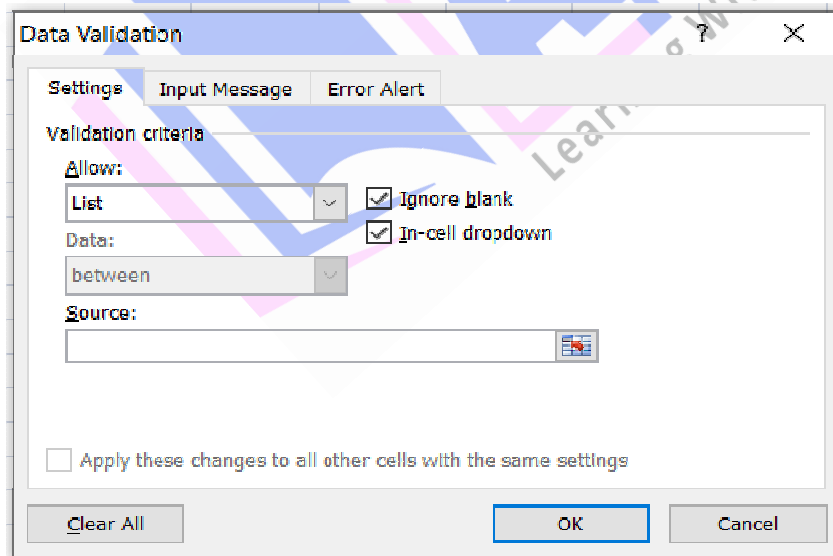 Data Validation ?
Settings Input Message Error Alert
Validation criteria
Allow:
List
Ignore blank
Data:
In-cell dropdown
between
Source:
Apply these changes to all other cells with the same settings
Clear All OK Cancel
Learning